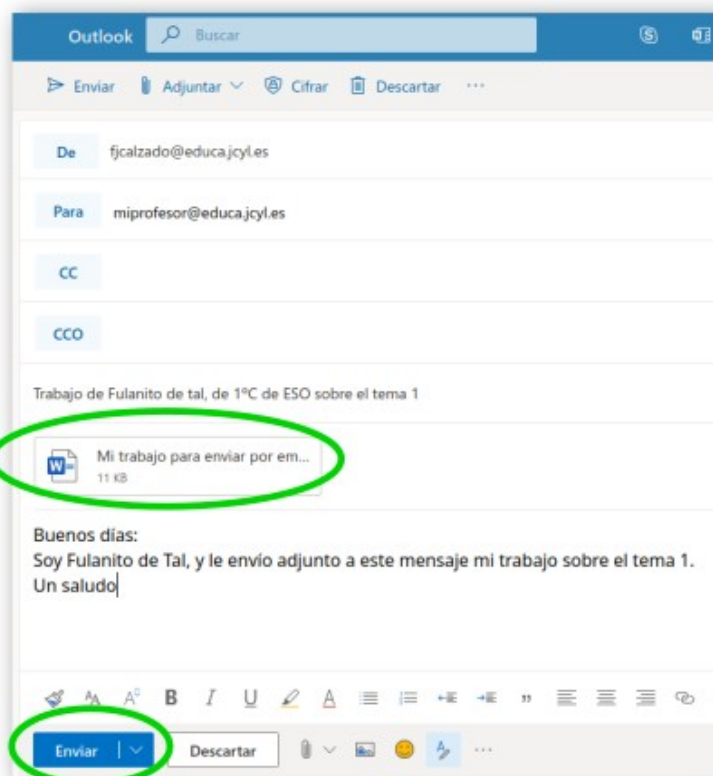 Outlook Buscar
Enviar Adjuntar Cifrar Descartar ...
De fjcalzado@educa.jcyl.es
Para miprofesor@educa.jcyl.es
CC
CCO
Trabajo de Fulanito de tal, de 1ºC de ESO sobre el tema 1
Mi trabajo para enviar por em...
11 KB
Buenos días:
Soy Fulanito de Tal, y le envío adjunto a este mensaje mi trabajo sobre el tema 1.
Un saludo
Enviar Descartar ...